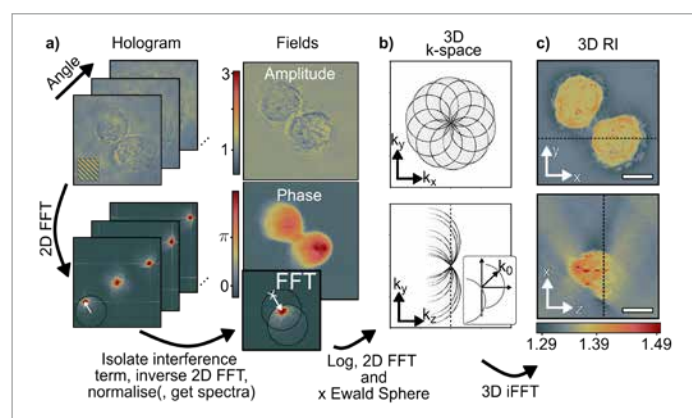 a) Hologram
Fields
b) 3D
k-space
c) 3D RI
Angle
2D FFT
3
1
π
0
Amplitude
Phase
FFT
ky
kx
ky
kz
k0
y
x
x
z
1.29 1.39 1.49
Isolate interference
term, inverse 2D FFT,
normalise(, get spectra)
Log, 2D FFT
and
x Ewald Sphere
3D iFFT